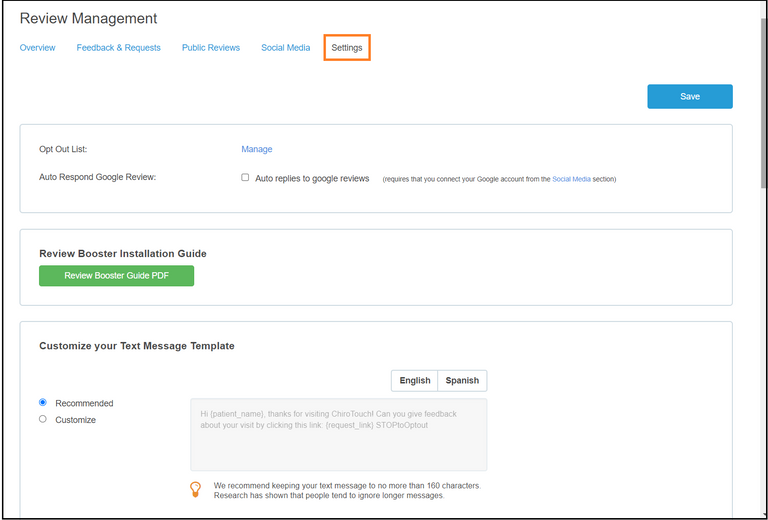 Review Management
Overview Feedback & Requests Public Reviews Social Media Settings
Save
Opt Out List: Manage
Auto Respond Google Review: Auto replies to google reviews (requires that you connect your Google account from the Social Media section)
Review Booster Installation Guide
Review Booster Guide PDF
Customize your Text Message Template
English Spanish
Recommended
Customize
Hi {patient_name}, thanks for visiting ChiroTouch! Can you give feedback
about your visit by clicking this link: {request_link} STOPtoOptout
We recommend keeping your text message to no more than 160 characters.
Research has shown that people tend to ignore longer messages.